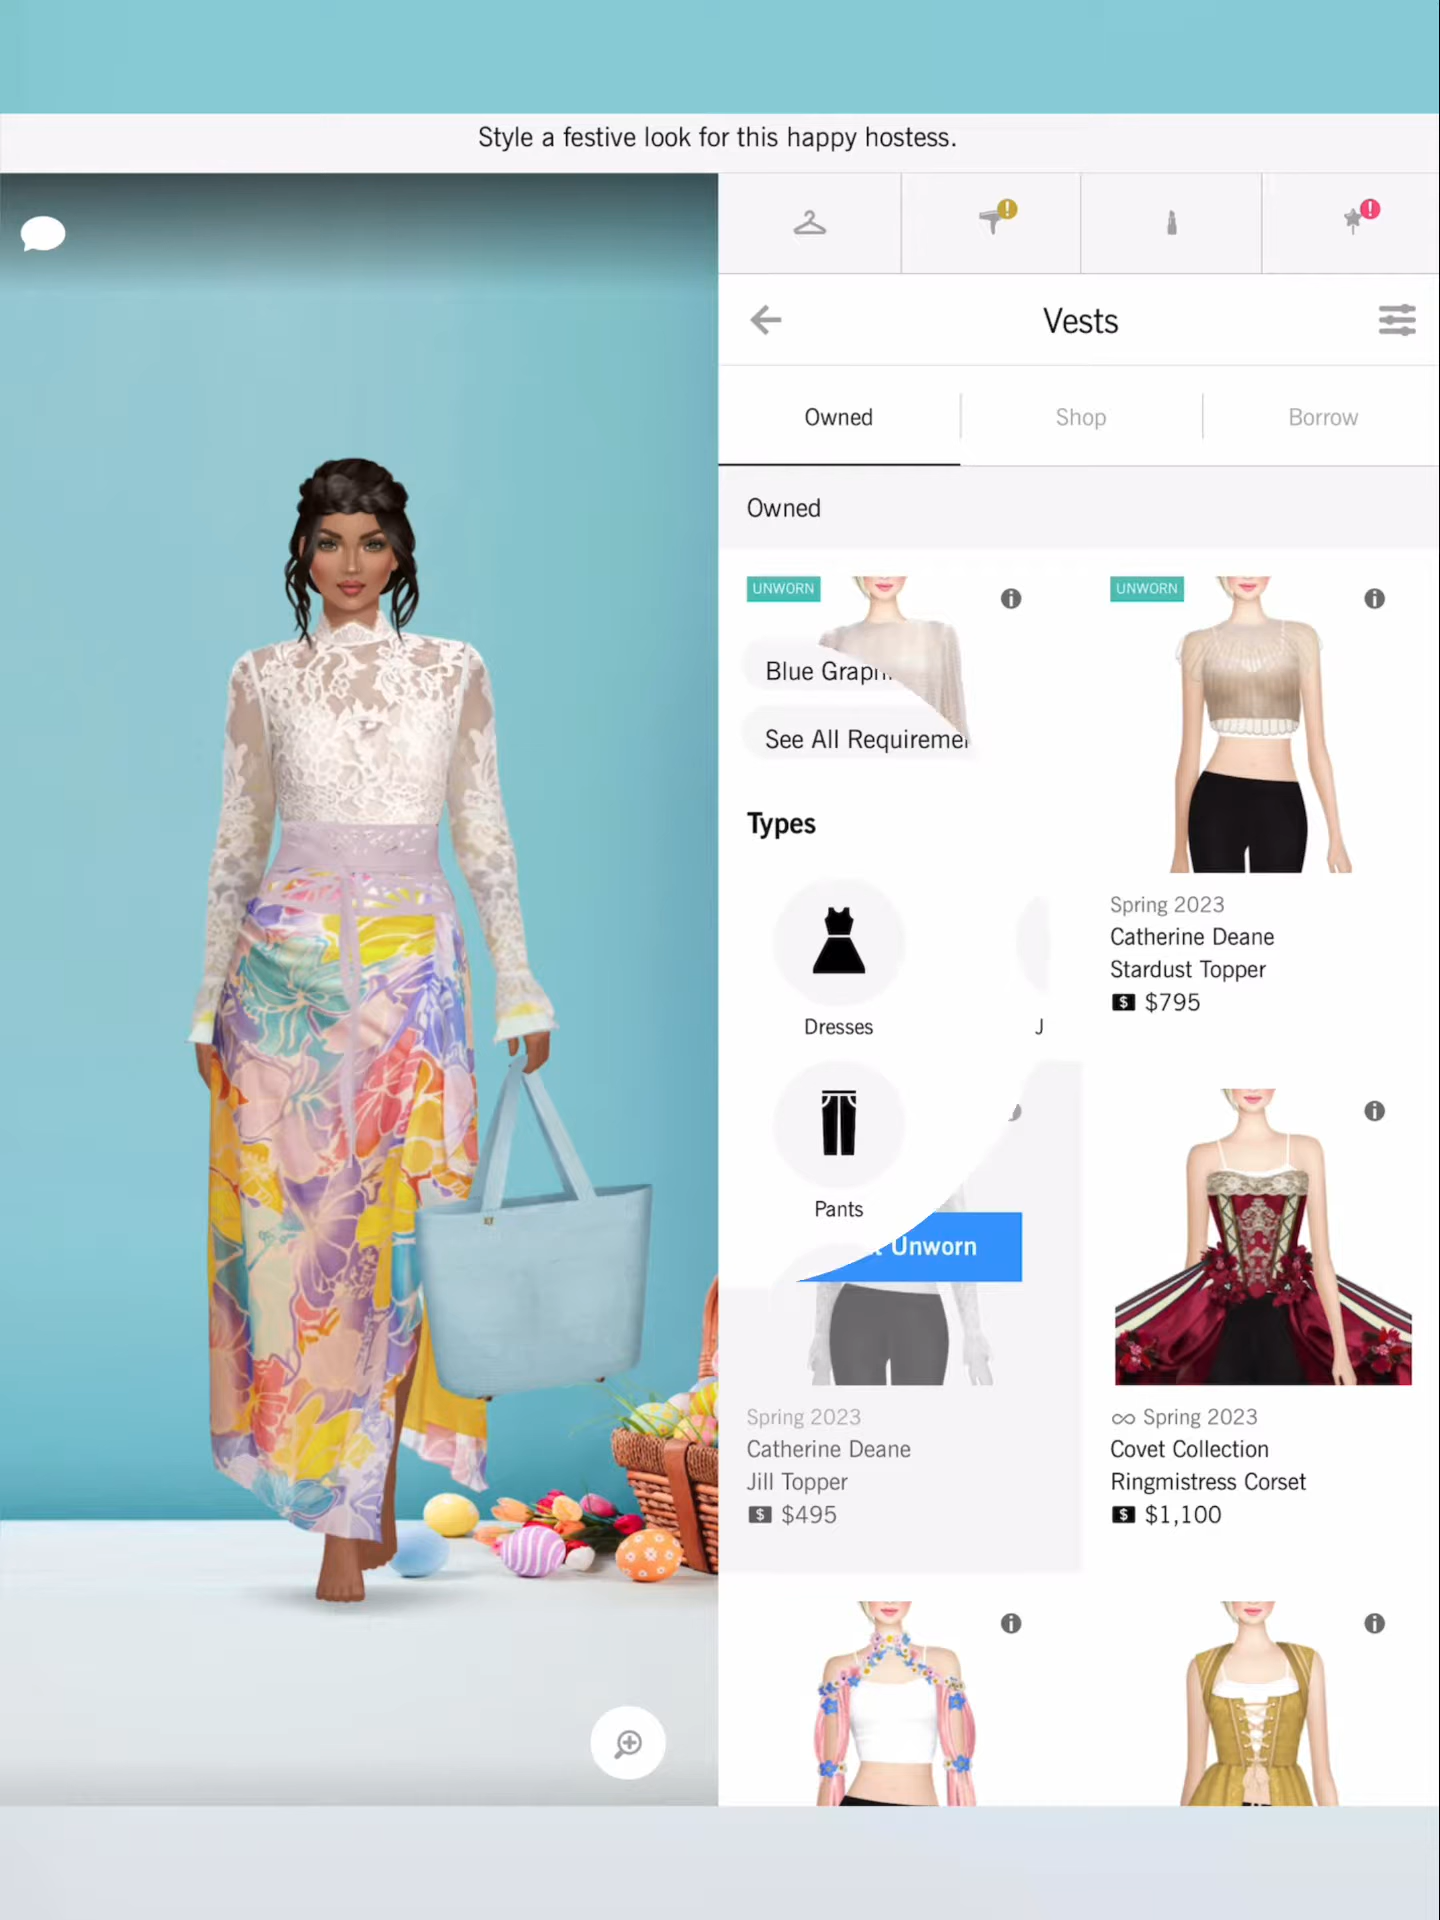 Style a festive look for this happy hostess.
Vests
Owned
Shop
Borrow
Owned
UNWORN
UNWORN
Blue
See All
Types
Dresses
J
Pants
Unworn
Spring 2023
Catherine Deane
Stardust Topper
$ $795
Spring 2023
Catherine Deane
Jill Topper
$ $495
∞ Spring 2023
Covet Collection
Ringmistress Corset
$ $1,100